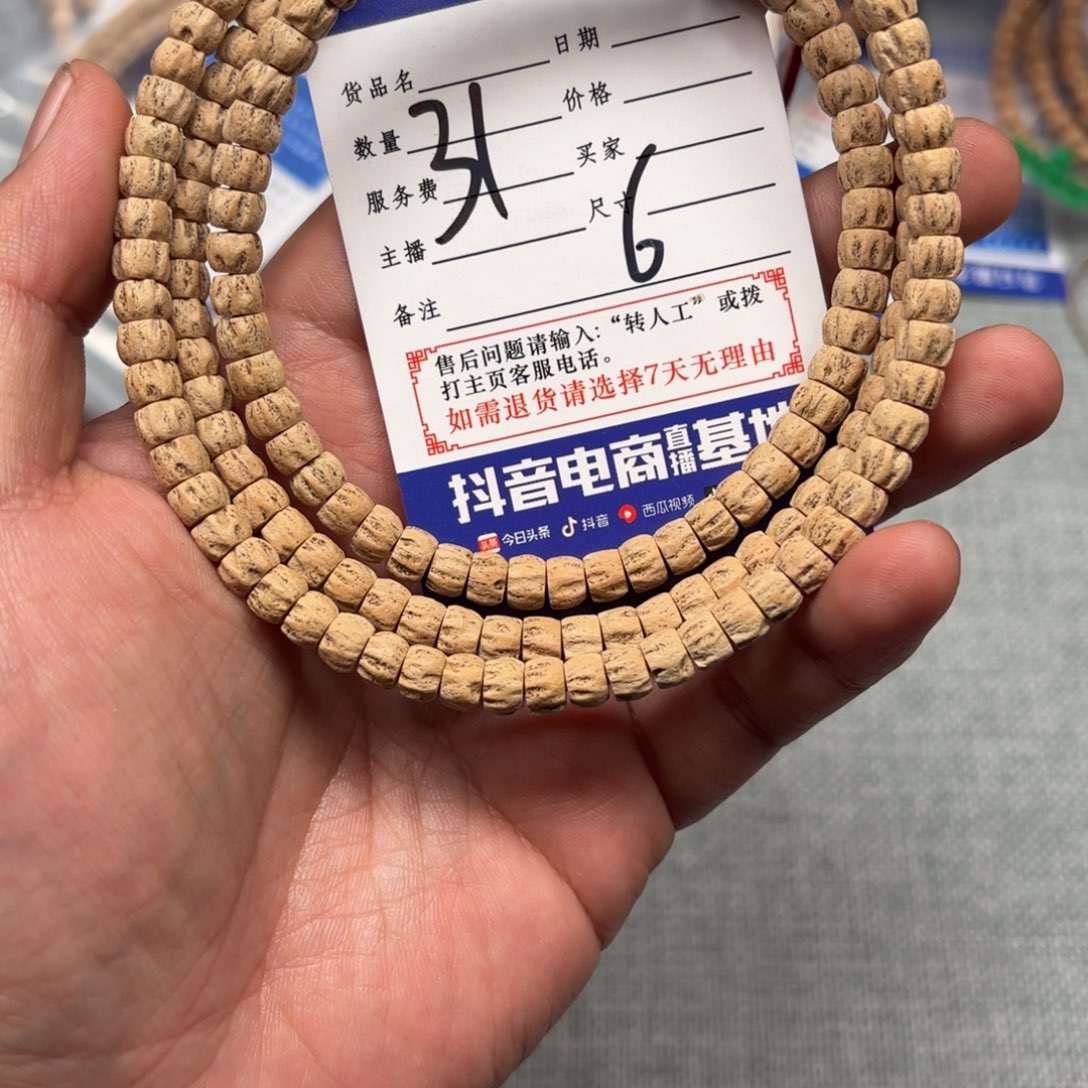 货品名 日期
数量 价格
服务费 买家
31
主播 尺寸
6
备注
售后问题请输入:“转人工” 或拨
打主页客服电话。
如需退货请选择7天无理由
抖音电商直播基地
今日头条 抖音 西瓜视频